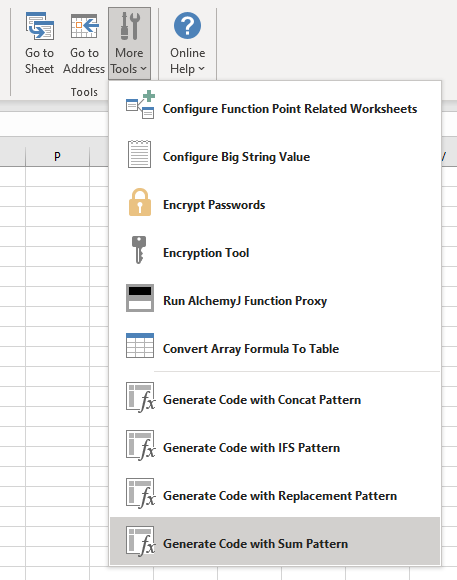 Go to Go to More Online
Sheet Address Tools Help
Tools
Configure Function Point Related Worksheets
P
Configure Big String Value
Encrypt Passwords
Encryption Tool
Run AlchemyJ Function Proxy
Convert Array Formula To Table
Generate Code with Concat Pattern
Generate Code with IFS Pattern
Generate Code with Replacement Pattern
Generate Code with Sum Pattern